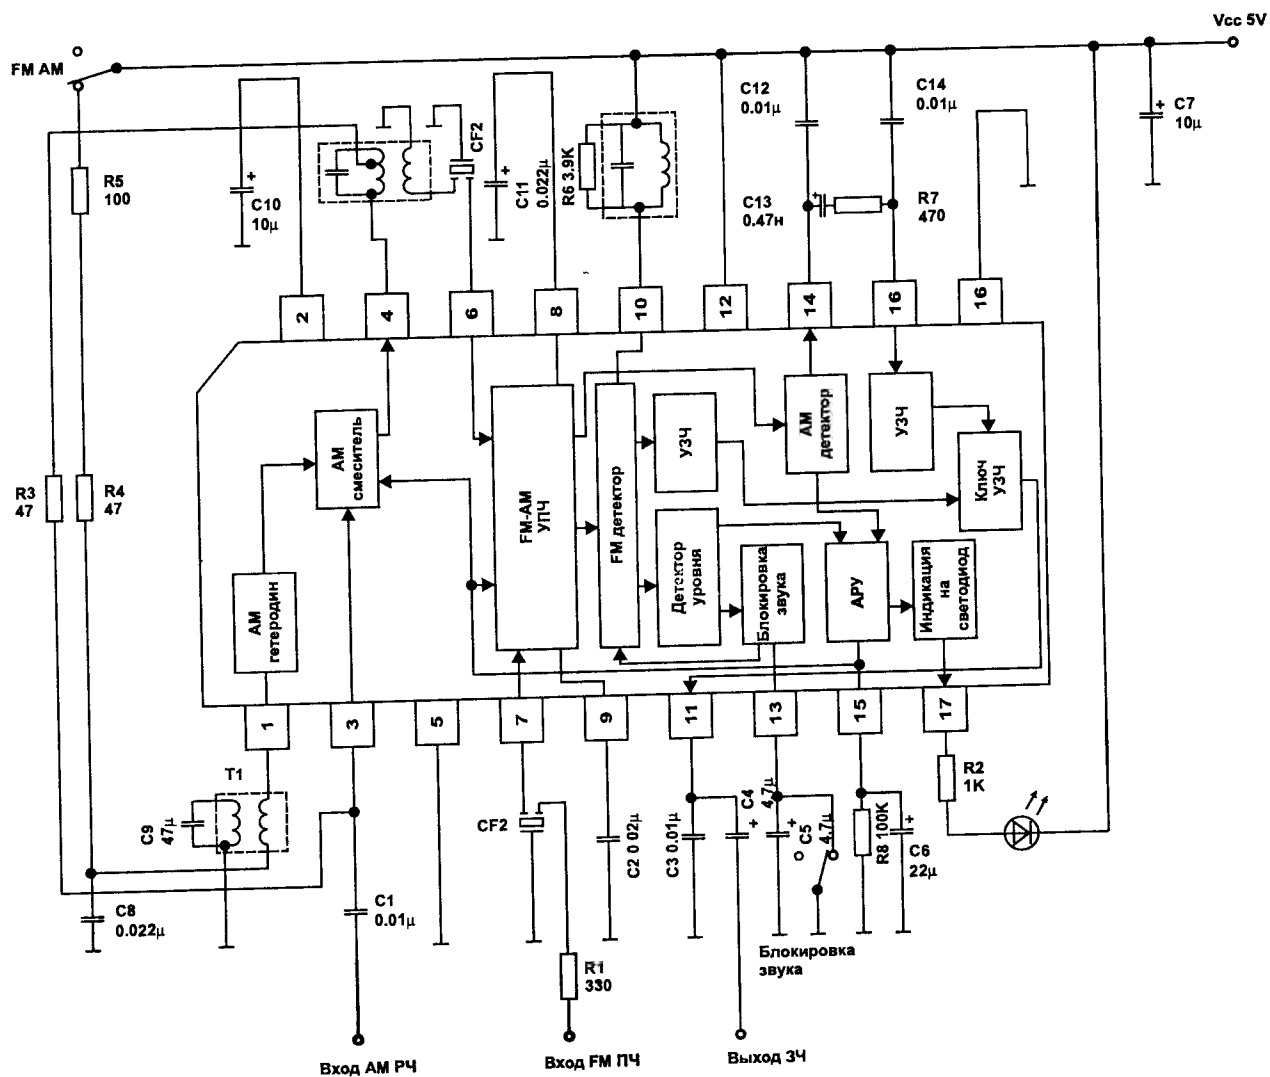 Vcc 5V
FM AM
R5
100
C10
10µ
CF2
C11
0.022µ
R6 3.9K
C12
0.01µ
C14
0.01µ
C7
10µ
C13
0.47н
R7
470
2
4
6
8
10
12
14
16
16
АМ
смеситель
АМ
гетеродин
FM-AM
УПЧ
FM детектор
УЗЧ
АМ
детектор
УЗЧ
Ключ
УЗЧ
Детектор
уровня
Блокировка
звука
АРУ
Индикация
на
светодиод
R3
47
R4
47
1
3
5
7
9
11
13
15
17
T1
C9
47µ
C8
0.022µ
C1
0.01µ
CF2
R1
330
C2 0 02µ
C3 0.01µ
C4
4,7µ
C5
4.7µ
R8 100K
C6
22µ
R2
1K
Блокировка
звука
Вход АМ РЧ
Вход FM ПЧ
Выход ЗЧ